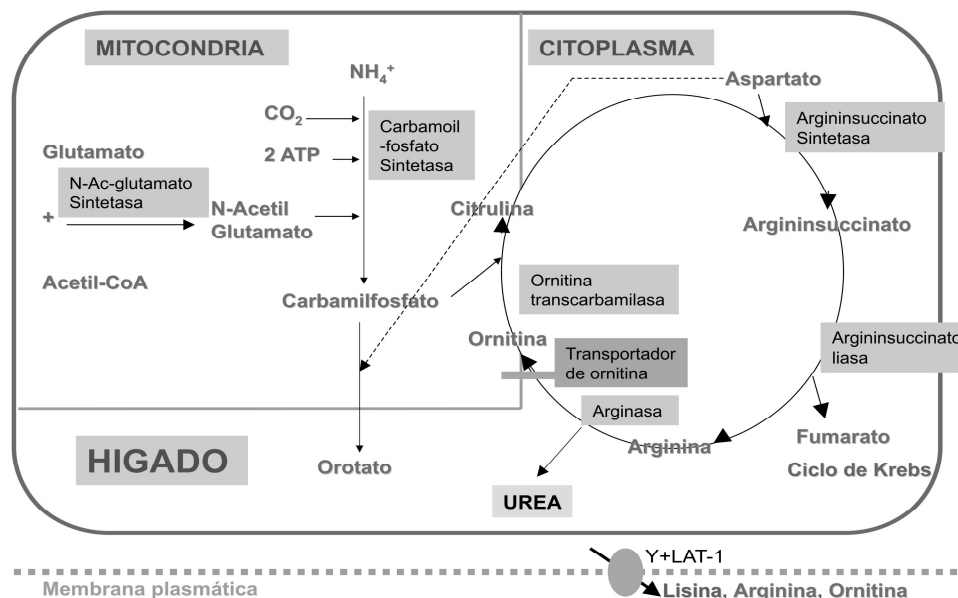 MITOCONDRIA
CITOPLASMA
NH₄⁺
Aspartato
CO₂
Carbamoil
-fosfato
Sintetasa
Argininsuccinato
Sintetasa
Glutamato
2 ATP
N-Ac-glutamato
Sintetasa
+
N-Acetil
Glutamato
Citrulina
Argininsuccinato
Acetil-CoA
Carbamilfosfato
Ornitina
transcarbamilasa
Ornitina
Argininsuccinato
liasa
Transportador
de ornitina
Arginasa
HIGADO
Orotato
Arginina
Fumarato
Ciclo de Krebs
UREA
Y+LAT-1
Membrana plasmática
Lisina, Arginina, Ornitina